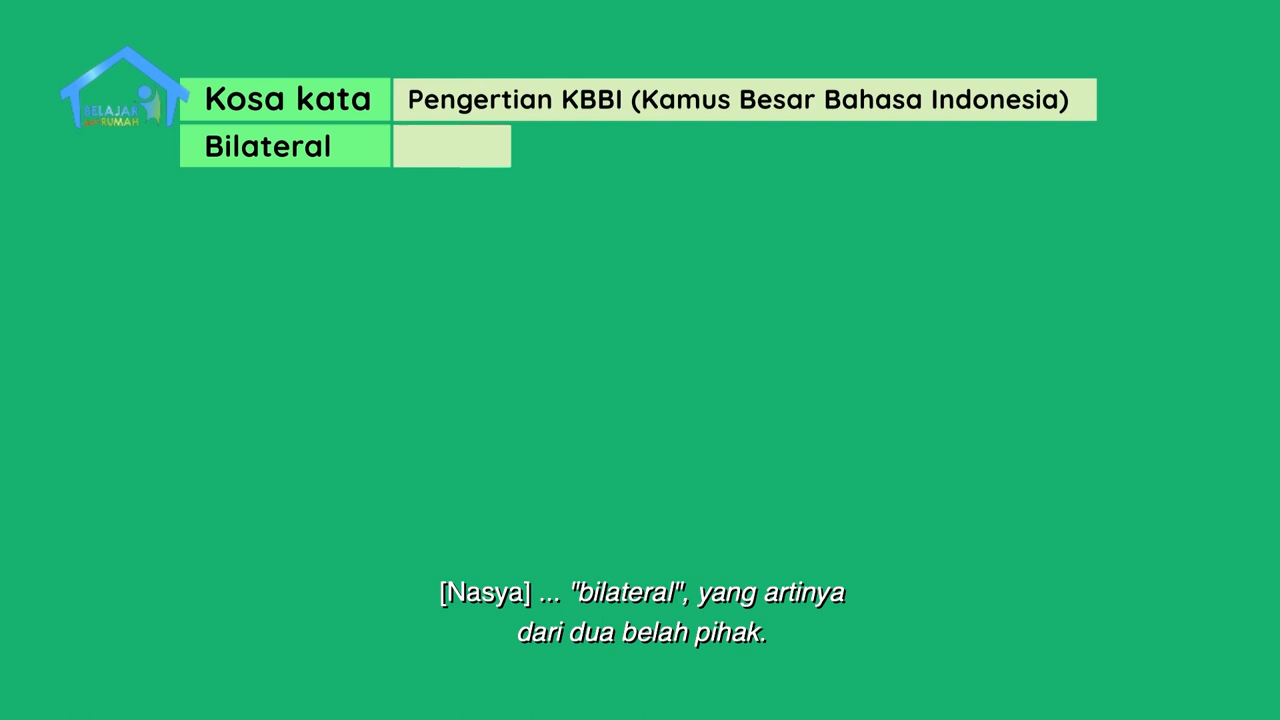 BELAJAR
dari RUMAH
Kosa kata
Pengertian KBBI (Kamus Besar Bahasa Indonesia)
Bilateral
[Nasya] ... "bilateral", yang artinya
dari dua belah pihak.